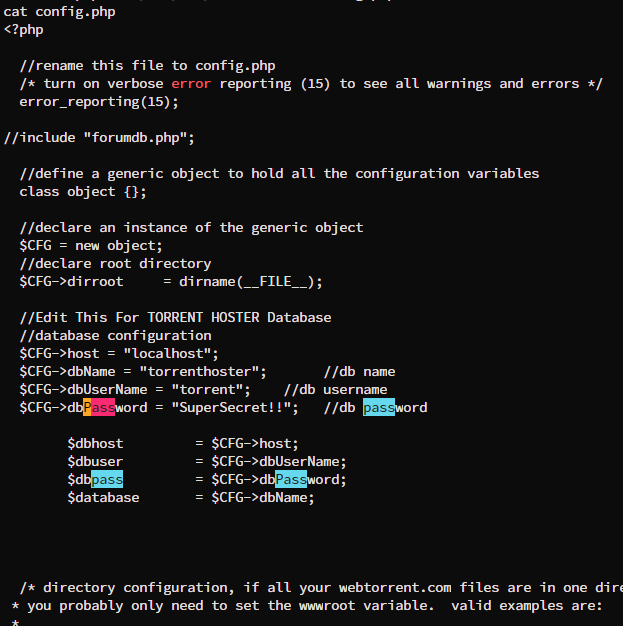 cat config.php
<?php
//rename this file to config.php
/* turn on verbose error reporting (15) to see all warnings and errors */
error_reporting(15);
//include "forumdb.php";
//define a generic object to hold all the configuration variables
class object {};
//declare an instance of the generic object
$CFG = new object;
//declare root directory
$CFG->dirroot     = dirname(__FILE__);
//Edit This For TORRENT HOSTER Database
//database configuration
$CFG->host = "localhost";
$CFG->dbName = "torrenthoster";       //db name
$CFG->dbUserName = "torrent";    //db username
$CFG->dbPassword = "SuperSecret!!";   //db password
$dbhost         = $CFG->host;
$dbuser         = $CFG->dbUserName;
$dbpass         = $CFG->dbPassword;
$database       = $CFG->dbName;
/* directory configuration, if all your webtorrent.com files are in one dire
* you probably only need to set the wwwroot variable.  valid examples are:
*